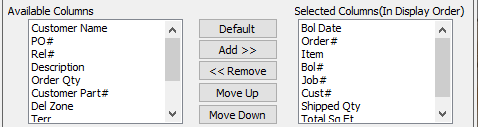 Available Columns
Customer Name
PO#
Rel#
Description
Order Qty
Customer Part#
Del Zone
Terr
Default
Add >>
<< Remove
Move Up
Move Down
Selected Columns(In Display Order)
Bol Date
Order#
Item
Bol#
Job#
Cust#
Shipped Qty
Total Sq Ft